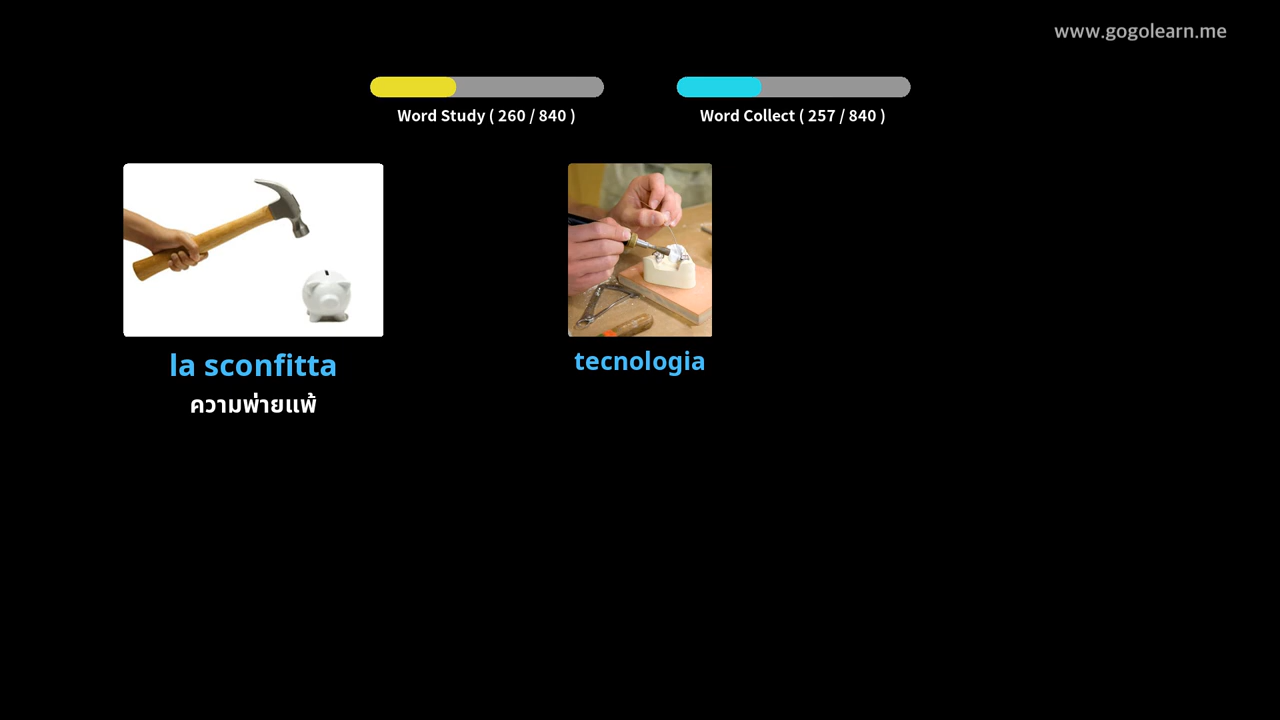 www.gogolearn.me
Word Study ( 260 / 840 )
Word Collect ( 257 / 840 )
la sconfitta
ความพ่ายแพ้
tecnologia